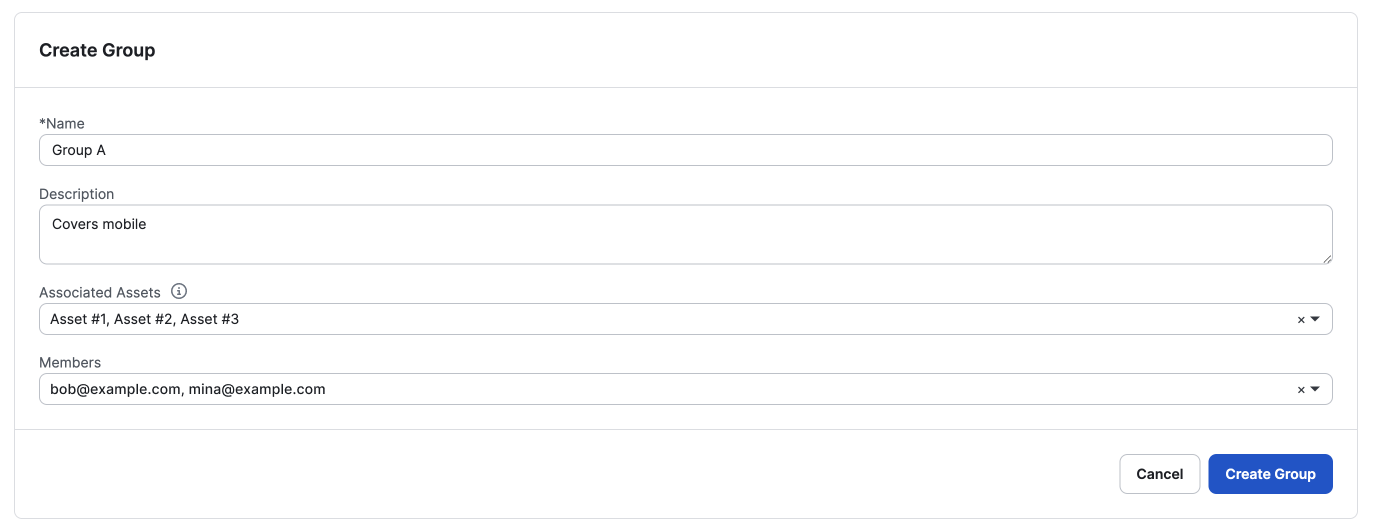 Create Group
*Name
Group A
Description
Covers mobile
Associated Assets
Asset #1, Asset #2, Asset #3
Members
bob@example.com, mina@example.com
Cancel
Create Group